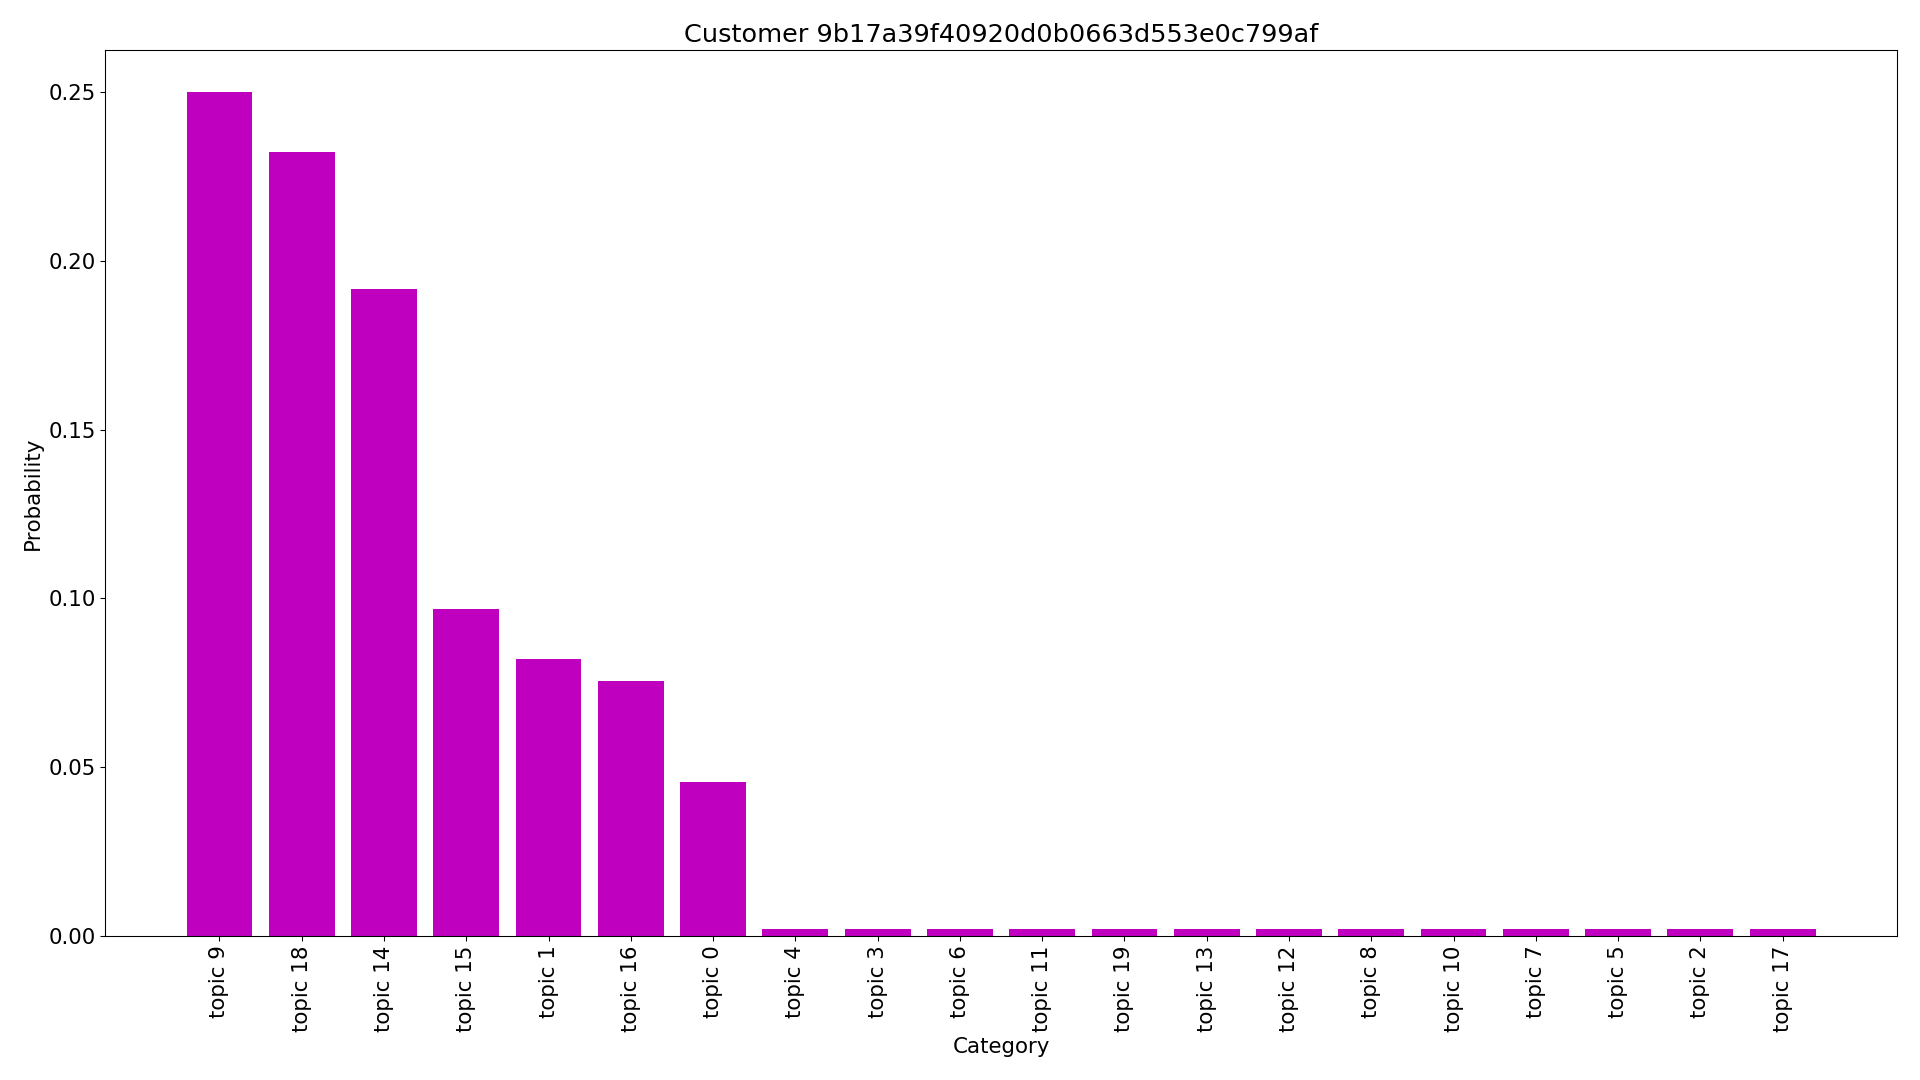 Customer 9b17a39f40920d0b0663d553e0c799af
Probability
0.25
0.20
0.15
0.10
0.05
0.00
topic 9
topic 18
topic 14
topic 15
topic 1
topic 16
topic 0
topic 4
topic 3
topic 6
topic 11
topic 19
topic 13
topic 12
topic 8
topic 10
topic 7
topic 5
topic 2
topic 17
Category